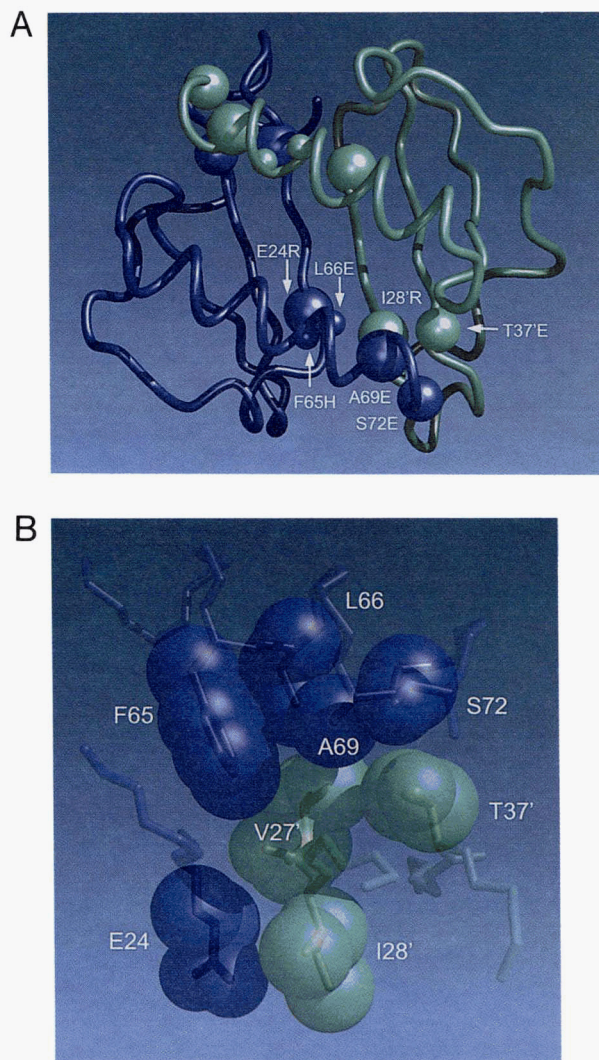 A
E24R
L66E
I28'R
T37'E
F65H
A69E
S72E
B
L66
F65
S72
A69
T37'
V27'
E24
I28'